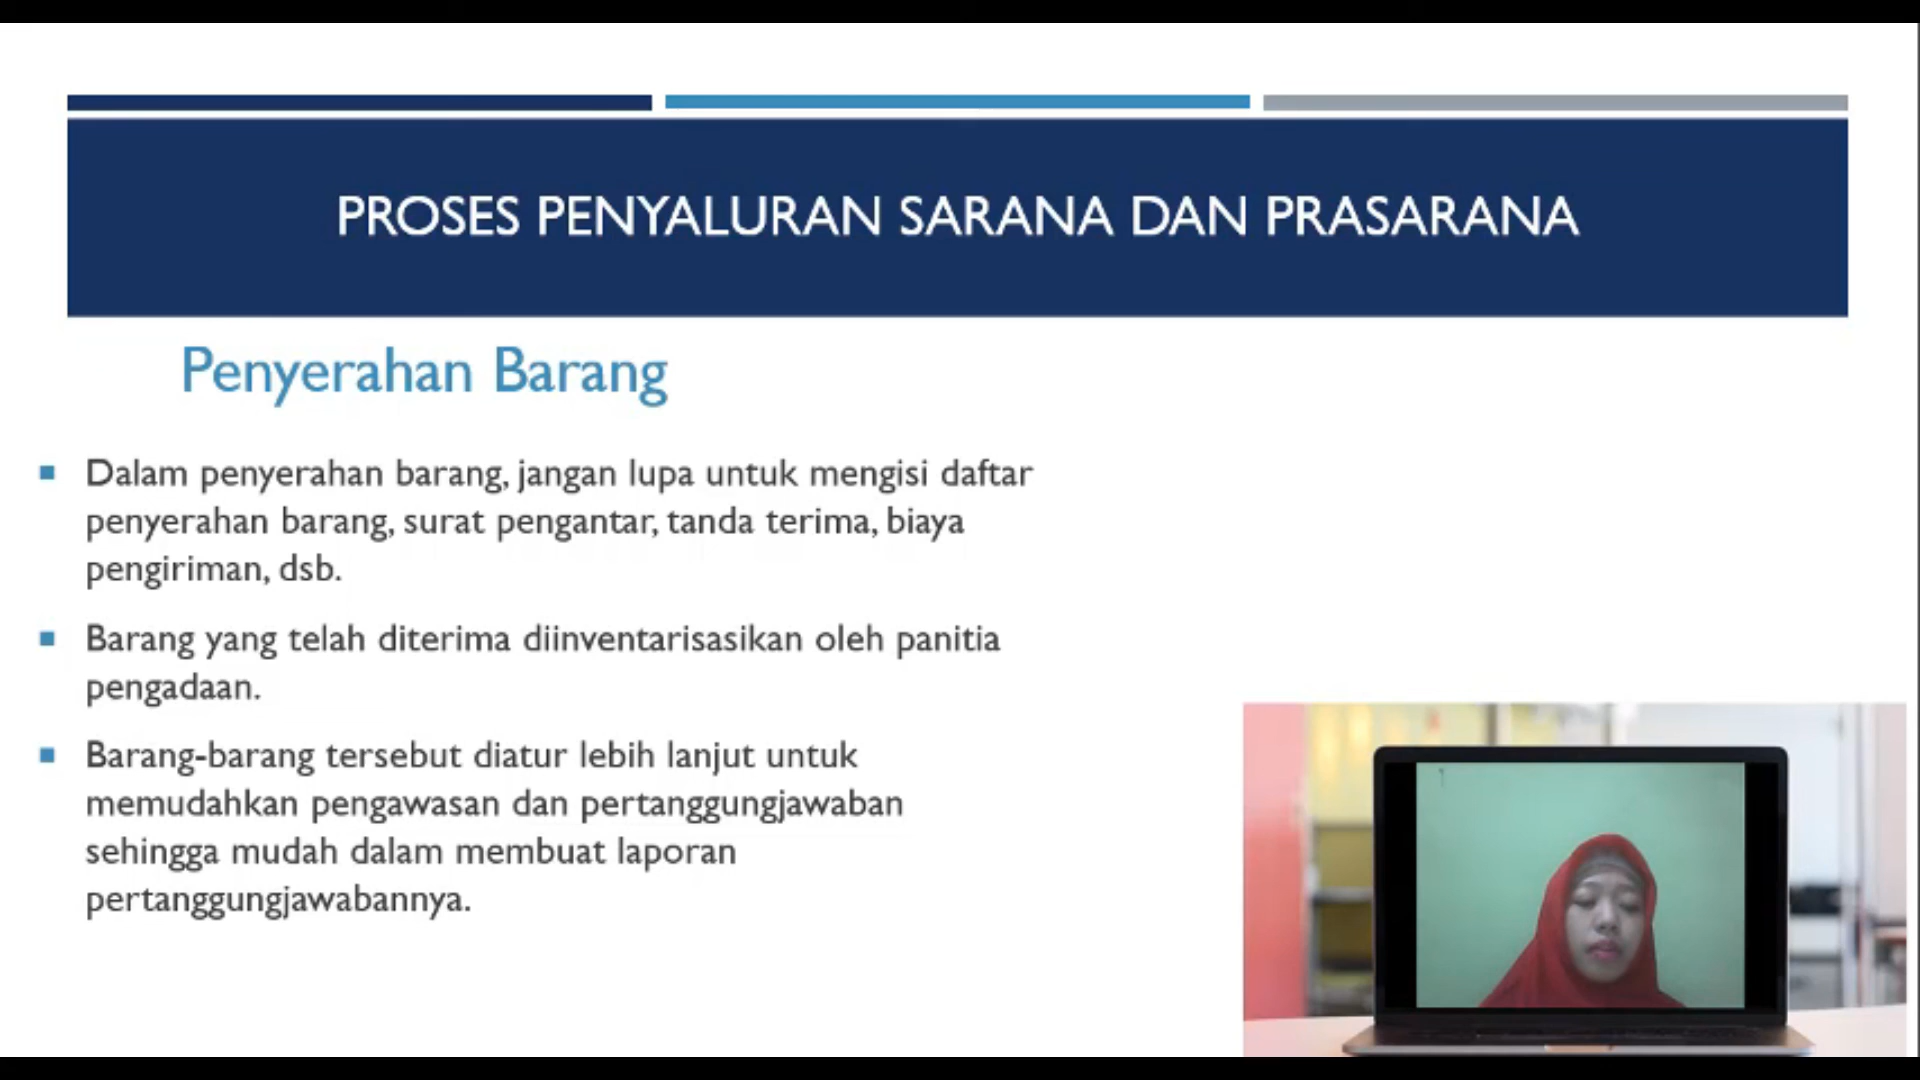 PROSES PENYALURAN SARANA DAN PRASARANA
Penyerahan Barang
Dalam penyerahan barang, jangan lupa untuk mengisi daftar
penyerahan barang, surat pengantar, tanda terima, biaya
pengiriman, dsb.
Barang yang telah diterima diinventarisasikan oleh panitia
pengadaan.
Barang-barang tersebut diatur lebih lanjut untuk
memudahkan pengawasan dan pertanggungjawaban
sehingga mudah dalam membuat laporan
pertanggungjawabannya.